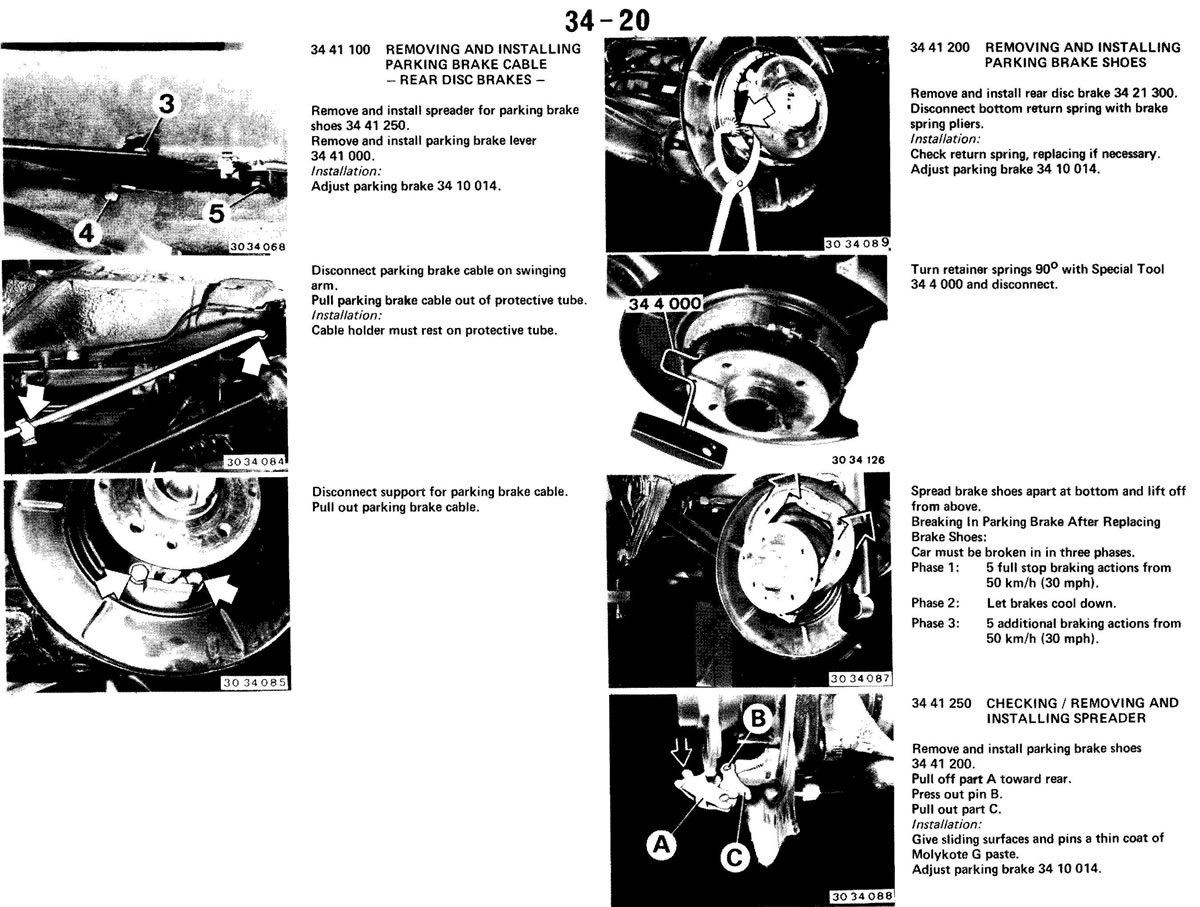 34 – 20
34 41 100 REMOVING AND INSTALLING
PARKING BRAKE CABLE
– REAR DISC BRAKES –
Remove and install spreader for parking brake
shoes 34 41 250.
Remove and install parking brake lever
34 41 000.
Installation:
Adjust parking brake 34 10 014.
3
4
5
30 34 068
Disconnect parking brake cable on swinging
arm.
Pull parking brake cable out of protective tube.
Installation:
Cable holder must rest on protective tube.
30 34 084
Disconnect support for parking brake cable.
Pull out parking brake cable.
30 34 085
34 41 200 REMOVING AND INSTALLING
PARKING BRAKE SHOES
Remove and install rear disc brake 34 21 300.
Disconnect bottom return spring with brake
spring pliers.
Installation:
Check return spring, replacing if necessary.
Adjust parking brake 34 10 014.
30 34 089.
Turn retainer springs 90° with Special Tool
34 4 000 and disconnect.
34 4 000
30 34 126
Spread brake shoes apart at bottom and lift off
from above.
Breaking In Parking Brake After Replacing
Brake Shoes:
Car must be broken in in three phases.
Phase 1: 5 full stop braking actions from
50 km/h (30 mph).
Phase 2: Let brakes cool down.
Phase 3: 5 additional braking actions from
50 km/h (30 mph).
30 34 087
34 41 250 CHECKING / REMOVING AND
INSTALLING SPREADER
Remove and install parking brake shoes
34 41 200.
Pull off part A toward rear.
Press out pin B.
Pull out part C.
Installation:
Give sliding surfaces and pins a thin coat of
Molykote G paste.
Adjust parking brake 34 10 014.
B
A
C
30 34 088